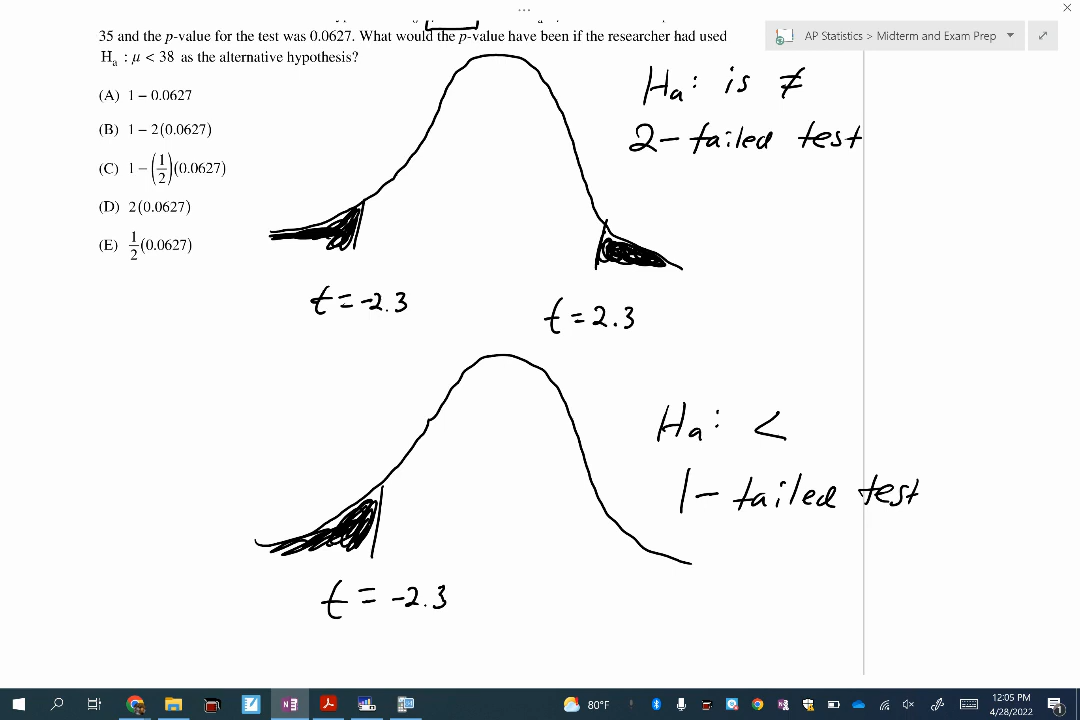 35 and the p-value for the test was 0.0627. What would the p-value have been if the researcher had used
Hₐ : μ < 38 as the alternative hypothesis?
(A) 1 − 0.0627
(B) 1 − 2(0.0627)
(C) 1 − (1/2)(0.0627)
(D) 2(0.0627)
(E) 1/2(0.0627)
AP Statistics > Midterm and Exam Prep
Ha: is ≠
2-tailed test
t = -2.3
t = 2.3
Ha: <
1-tailed test
t = -2.3
80°F
12:05 PM
4/28/2022